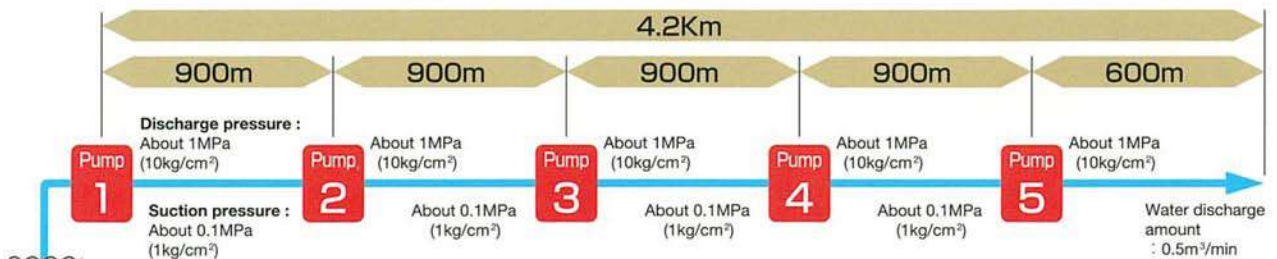 4.2Km
900m 900m 900m 900m 600m
Discharge pressure :
About 1MPa
(10kg/cm²)
About 1MPa
(10kg/cm²)
About 1MPa
(10kg/cm²)
About 1MPa
(10kg/cm²)
About 1MPa
(10kg/cm²)
Pump
1
Pump
2
Pump
3
Pump
4
Pump
5
Suction pressure :
About 0.1MPa
(1kg/cm²)
About 0.1MPa
(1kg/cm²)
About 0.1MPa
(1kg/cm²)
About 0.1MPa
(1kg/cm²)
Water discharge
amount
: 0.5m³/min